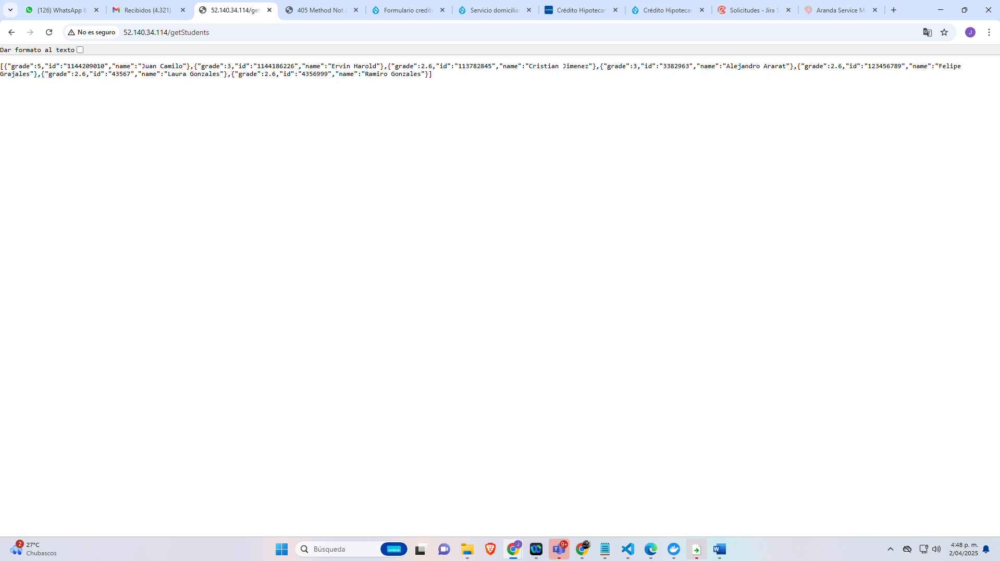 (126) WhatsApp B
Recibidos (4.321)
52.140.34.114/get
405 Method Not A
Formulario credito
Servicio domiciliar
Crédito Hipotecar
Crédito Hipotecar
Solicitudes - Jira S
Aranda Service Ma
No es seguro
52.140.34.114/getStudents
J
Dar formato al texto
[{"grade":5,"id":"1144209010","name":"Juan Camilo"},{"grade":3,"id":"1144186226","name":"Ervin Harold"},{"grade":2.6,"id":"113782845","name":"Cristian Jimenez"},{"grade":3,"id":"3382963","name":"Alejandro Ararat"},{"grade":2.6,"id":"123456789","name":"Felipe
Grajales"},{"grade":2.6,"id":"43567","name":"Laura Gonzales"},{"grade":2.6,"id":"4356999","name":"Ramiro Gonzales"}]
2
27°C
Chubascos
Búsqueda
J
9+
4:48 p. m.
2/04/2025